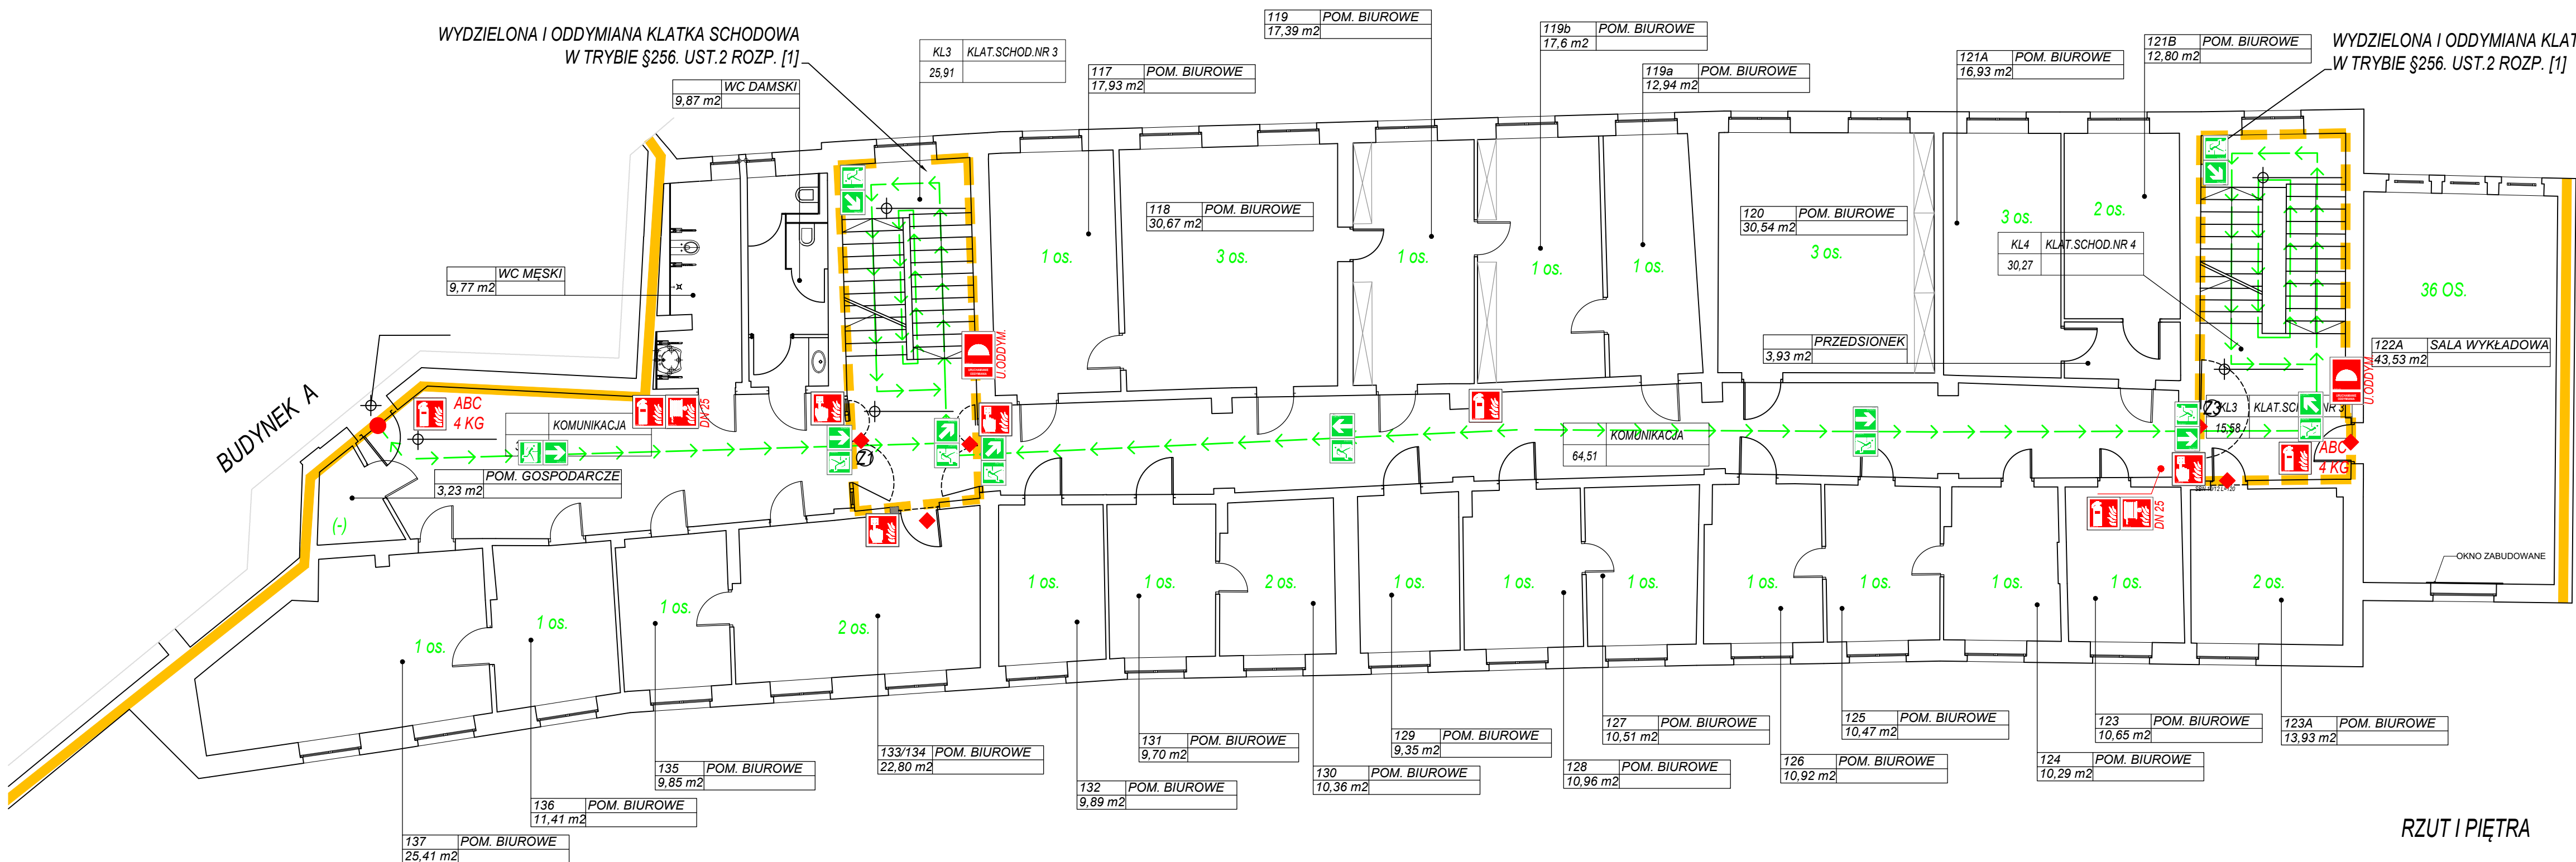 WYDZIELONA I ODDYMIANA KLATKA SCHODOWA
W TRYBIE §256. UST.2 ROZP. [1]
KL3 KLAT.SCHOD.NR 3
25,91
WC DAMSKI
9,87 m2
117 POM. BIUROWE
17,93 m2
119 POM. BIUROWE
17,39 m2
119b POM. BIUROWE
17,6 m2
119a POM. BIUROWE
12,94 m2
121A POM. BIUROWE
16,93 m2
121B POM. BIUROWE
12,80 m2
WYDZIELONA I ODDYMIANA KLAT
W TRYBIE §256. UST.2 ROZP. [1]
WC MĘSKI
9,77 m2
118 POM. BIUROWE
30,67 m2
120 POM. BIUROWE
30,54 m2
1 os.
3 os.
1 os.
1 os.
1 os.
3 os.
3 os.
2 os.
KL4 KLAT.SCHOD.NR 4
30,27
36 OS.
122A SALA WYKŁADOWA
43,53 m2
PRZEDSIONEK
3,93 m2
U.ODDYM.
U.ODDYM.
BUDYNEK A
ABC
4 KG
DN 25
KOMUNIKACJA
Z1
KOMUNIKACJA
64,51
Z3
KL3 KLAT.SCHOD.NR 3
15,58
ABC
4 KG
POM. GOSPODARCZE
3,23 m2
(-)
DN 25
OKNO ZABUDOWANE
1 os.
1 os.
1 os.
2 os.
1 os.
1 os.
2 os.
1 os.
1 os.
1 os.
1 os.
1 os.
1 os.
1 os.
2 os.
137 POM. BIUROWE
25,41 m2
136 POM. BIUROWE
11,41 m2
135 POM. BIUROWE
9,85 m2
133/134 POM. BIUROWE
22,80 m2
132 POM. BIUROWE
9,89 m2
131 POM. BIUROWE
9,70 m2
130 POM. BIUROWE
10,36 m2
129 POM. BIUROWE
9,35 m2
128 POM. BIUROWE
10,96 m2
127 POM. BIUROWE
10,51 m2
126 POM. BIUROWE
10,92 m2
125 POM. BIUROWE
10,47 m2
124 POM. BIUROWE
10,29 m2
123 POM. BIUROWE
10,65 m2
123A POM. BIUROWE
13,93 m2
RZUT I PIĘTRA